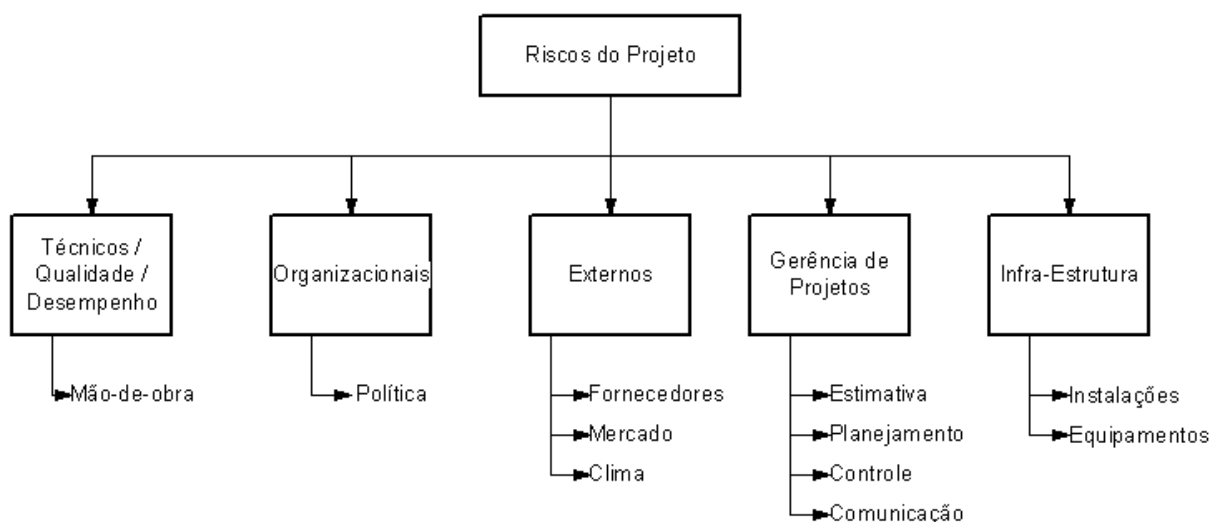 Riscos do Projeto
Técnicos /
Qualidade /
Desempenho
Organizacionais
Externos
Gerência de
Projetos
Infra-Estrutura
Mão-de-obra
Política
Fornecedores
Mercado
Clima
Estimativa
Planejamento
Controle
Comunicação
Instalações
Equipamentos